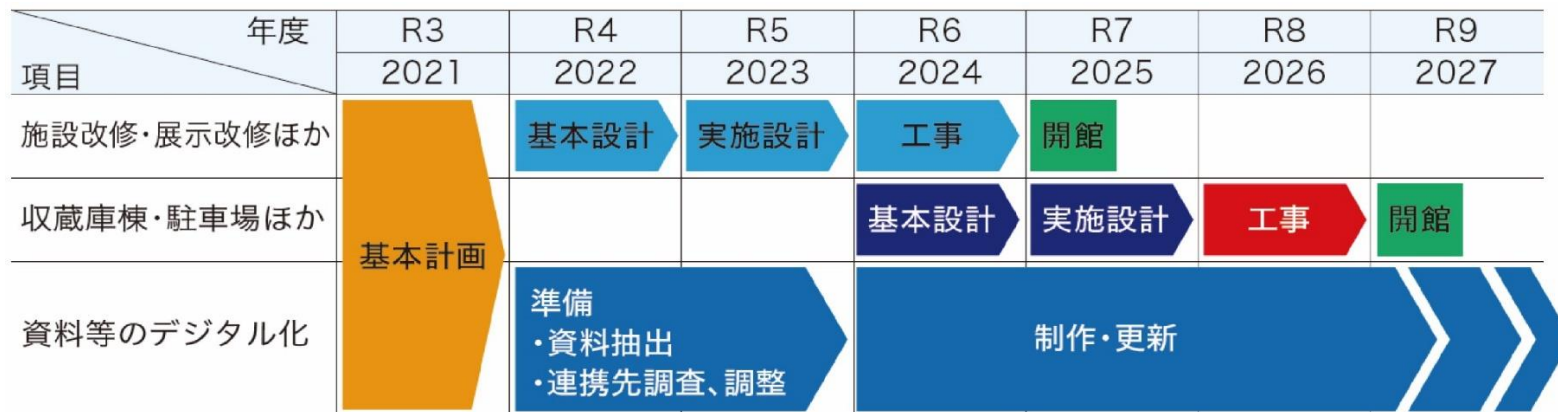 年度 R3 R4 R5 R6 R7 R8 R9
項目 2021 2022 2023 2024 2025 2026 2027
施設改修・展示改修ほか 基本設計 実施設計 工事 開館
収蔵庫棟・駐車場ほか 基本設計 実施設計 工事 開館
基本計画
資料等のデジタル化
準備
・資料抽出
・連携先調査、調整
制作・更新